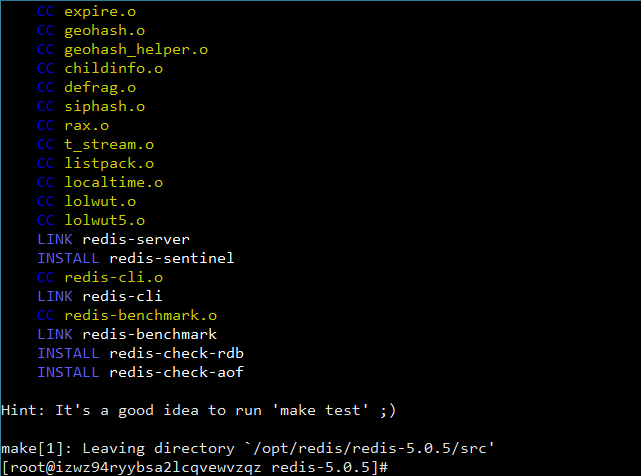 CC expire.o
CC geohash.o
CC geohash_helper.o
CC childinfo.o
CC defrag.o
CC siphash.o
CC rax.o
CC t_stream.o
CC listpack.o
CC localtime.o
CC lolwut.o
CC lolwut5.o
LINK redis-server
INSTALL redis-sentinel
CC redis-cli.o
LINK redis-cli
CC redis-benchmark.o
LINK redis-benchmark
INSTALL redis-check-rdb
INSTALL redis-check-aof
Hint: It's a good idea to run 'make test' ;)
make[1]: Leaving directory `/opt/redis/redis-5.0.5/src'
[root@izwz94ryybsa2lcqvewvzqz redis-5.0.5]#